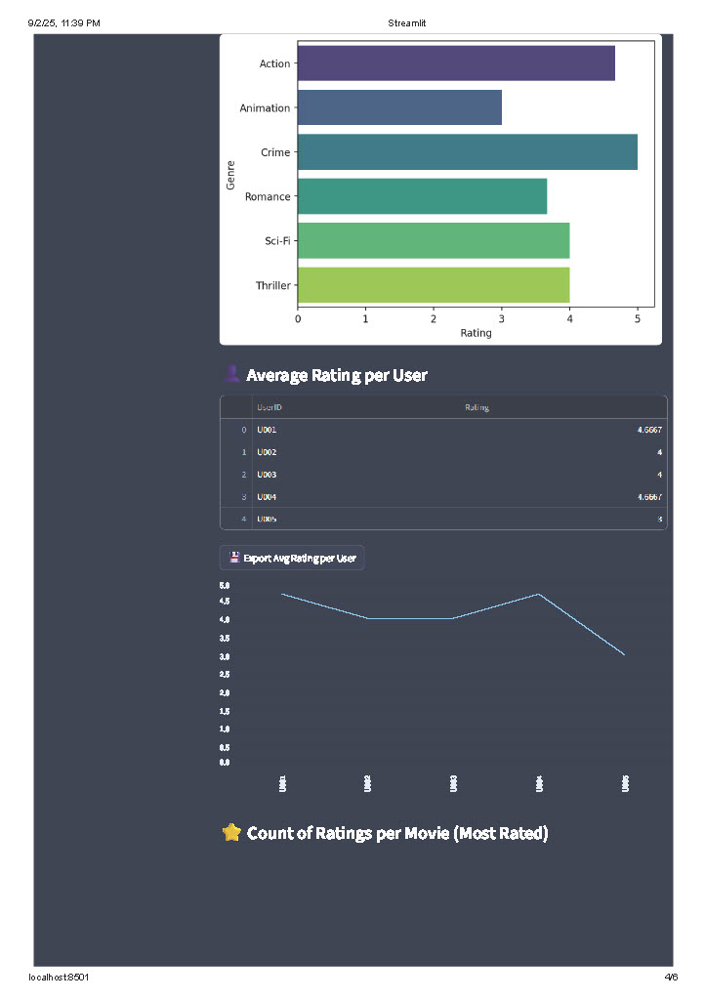 9/2/25, 11:39 PM Streamlit
Action
Animation
Crime
Romance
Sci-Fi
Thriller
Genre
0 1 2 3 4 5
Rating
Average Rating per User
UserID Rating
0 U001 4.6667
1 U002 4
2 U003 4
3 U004 4.6667
4 U005 3
Export Avg Rating per User
5.0
4.5
4.0
3.5
3.0
2.5
2.0
1.5
1.0
0.5
0.0
U001 U002 U003 U004 U005
Count of Ratings per Movie (Most Rated)
localhost:8501 4/6